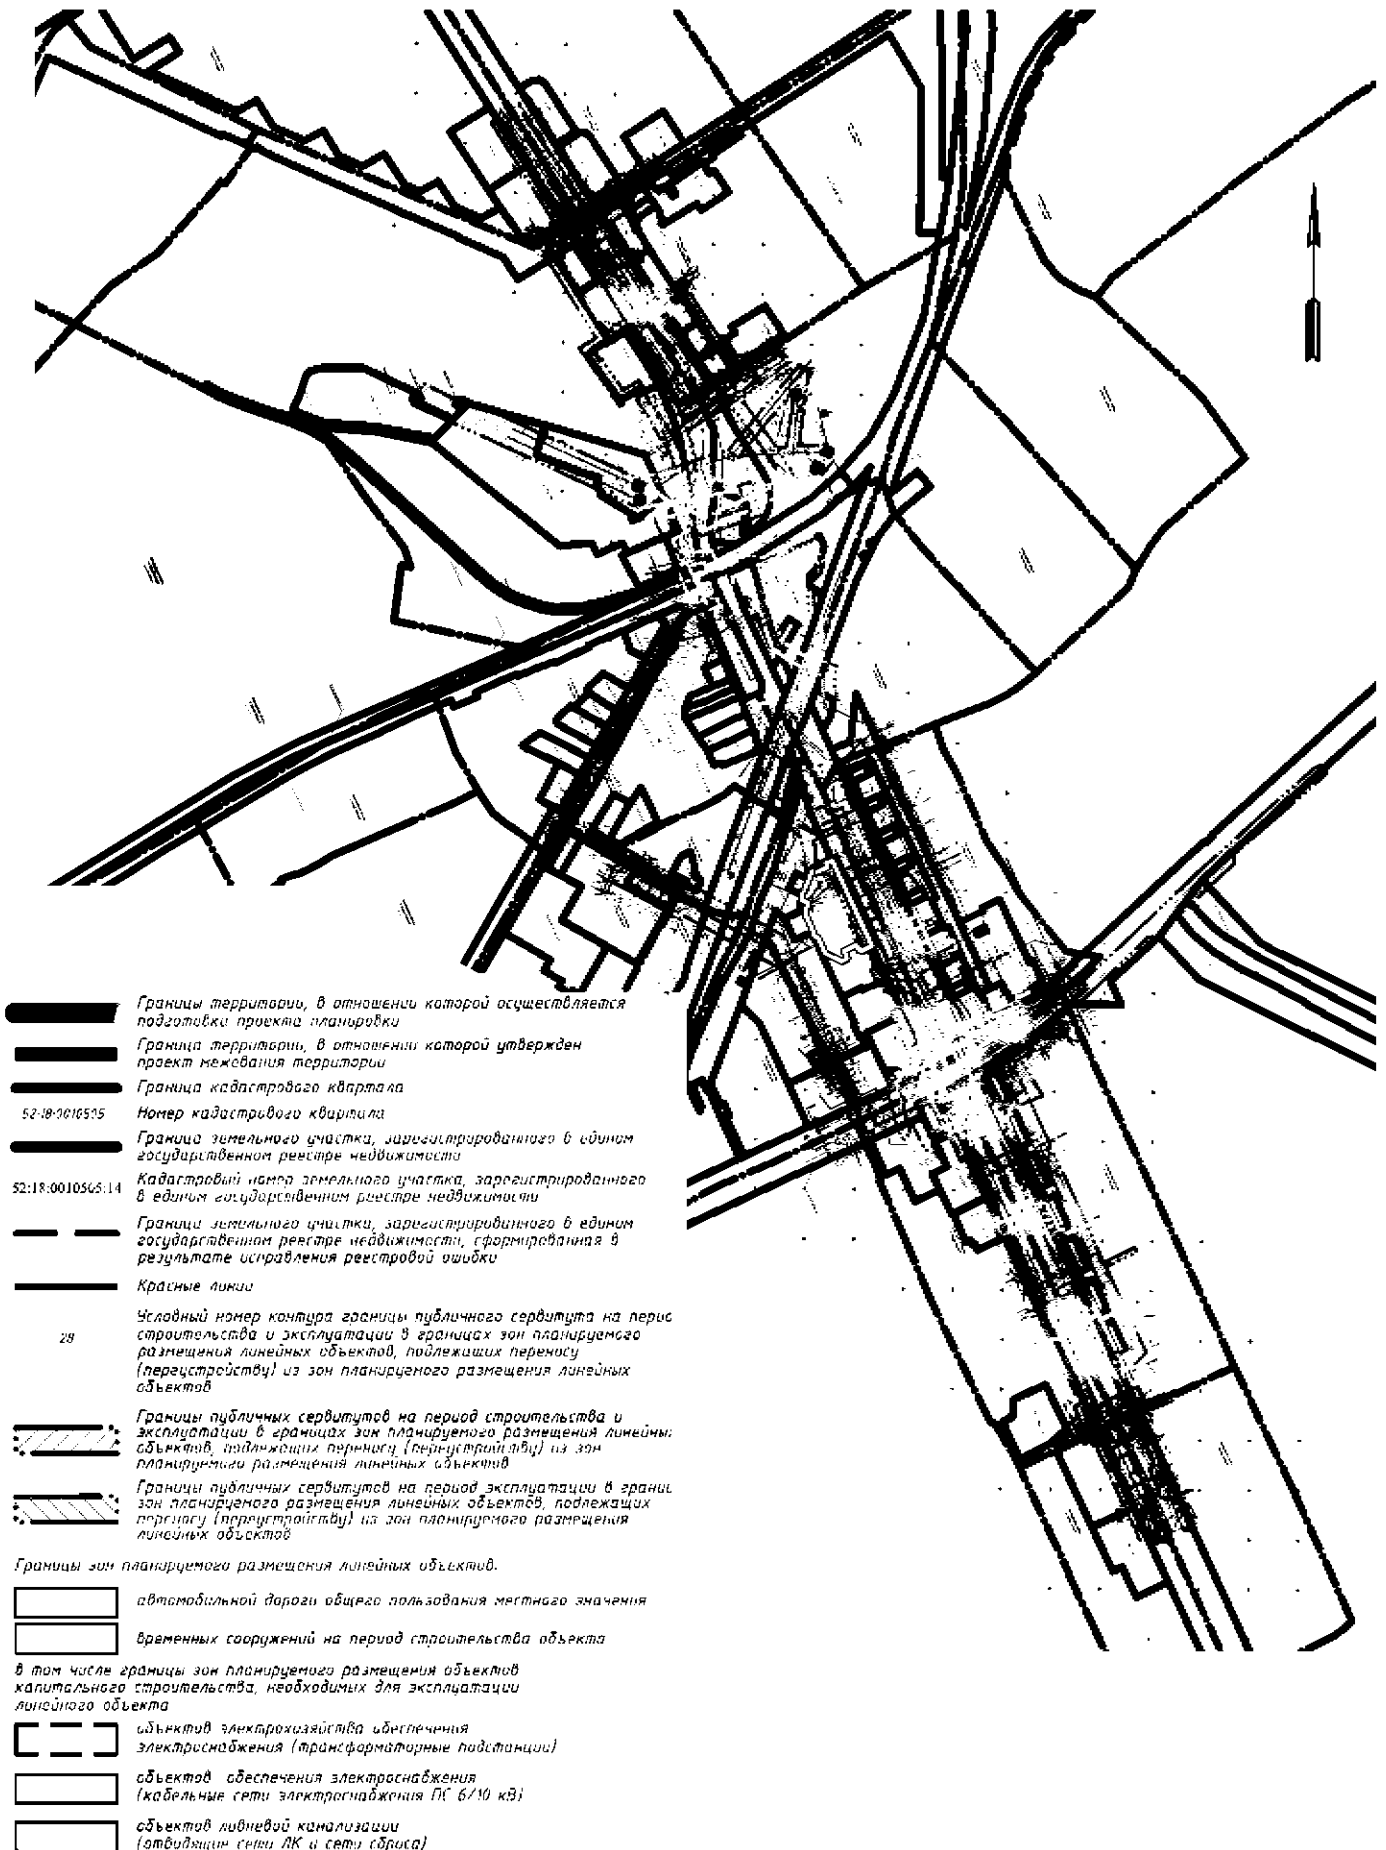 Границы территории, в отношении которой осуществляется
подготовка проекта планировки
Граница территории, в отношении которой утвержден
проект межевания территории
Граница кадастрового квартала
52:18:0010505
Номер кадастрового квартала
Граница земельного участка, зарегистрированного в едином
государственном реестре недвижимости
52:18:0010505:14
Кадастровый номер земельного участка, зарегистрированного
в едином государственном реестре недвижимости
Граница земельного участка, зарегистрированного в едином
государственном реестре недвижимости, сформированная в
результате исправления реестровой ошибки
Красные линии
Условный номер контура границы публичного сервитута на перио
28
строительства и эксплуатации в границах зон планируемого
размещения линейных объектов, подлежащих переносу
(переустройству) из зон планируемого размещения линейных
объектов
Границы публичных сервитутов на период строительства и
эксплуатации в границах зон планируемого размещения линейны
объектов, подлежащих переносу (переустройству) из зон
планируемого размещения линейных объектов
Границы публичных сервитутов на период эксплуатации в границ
зон планируемого размещения линейных объектов, подлежащих
переносу (переустройству) из зон планируемого размещения
линейных объектов
Границы зон планируемого размещения линейных объектов:
автомобильной дороги общего пользования местного значения
временных сооружений на период строительства объекта
в том числе границы зон планируемого размещения объектов
капитального строительства, необходимых для эксплуатации
линейного объекта
объектов электрохозяйства обеспечения
электроснабжения (трансформаторные подстанции)
объектов обеспечения электроснабжения
(кабельные сети электроснабжения ПС 6/10 кВ)
объектов ливневой канализации
(отводящие сети ЛК и сети сброса)